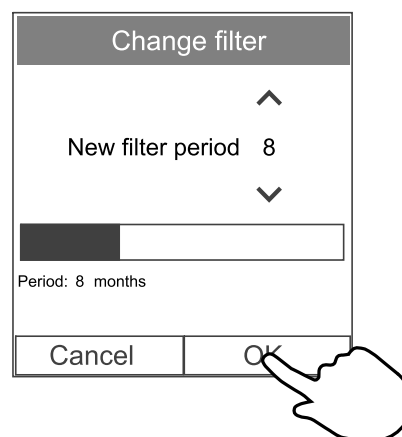 Change filter
New filter period 8
Period: 8 months
Cancel OK